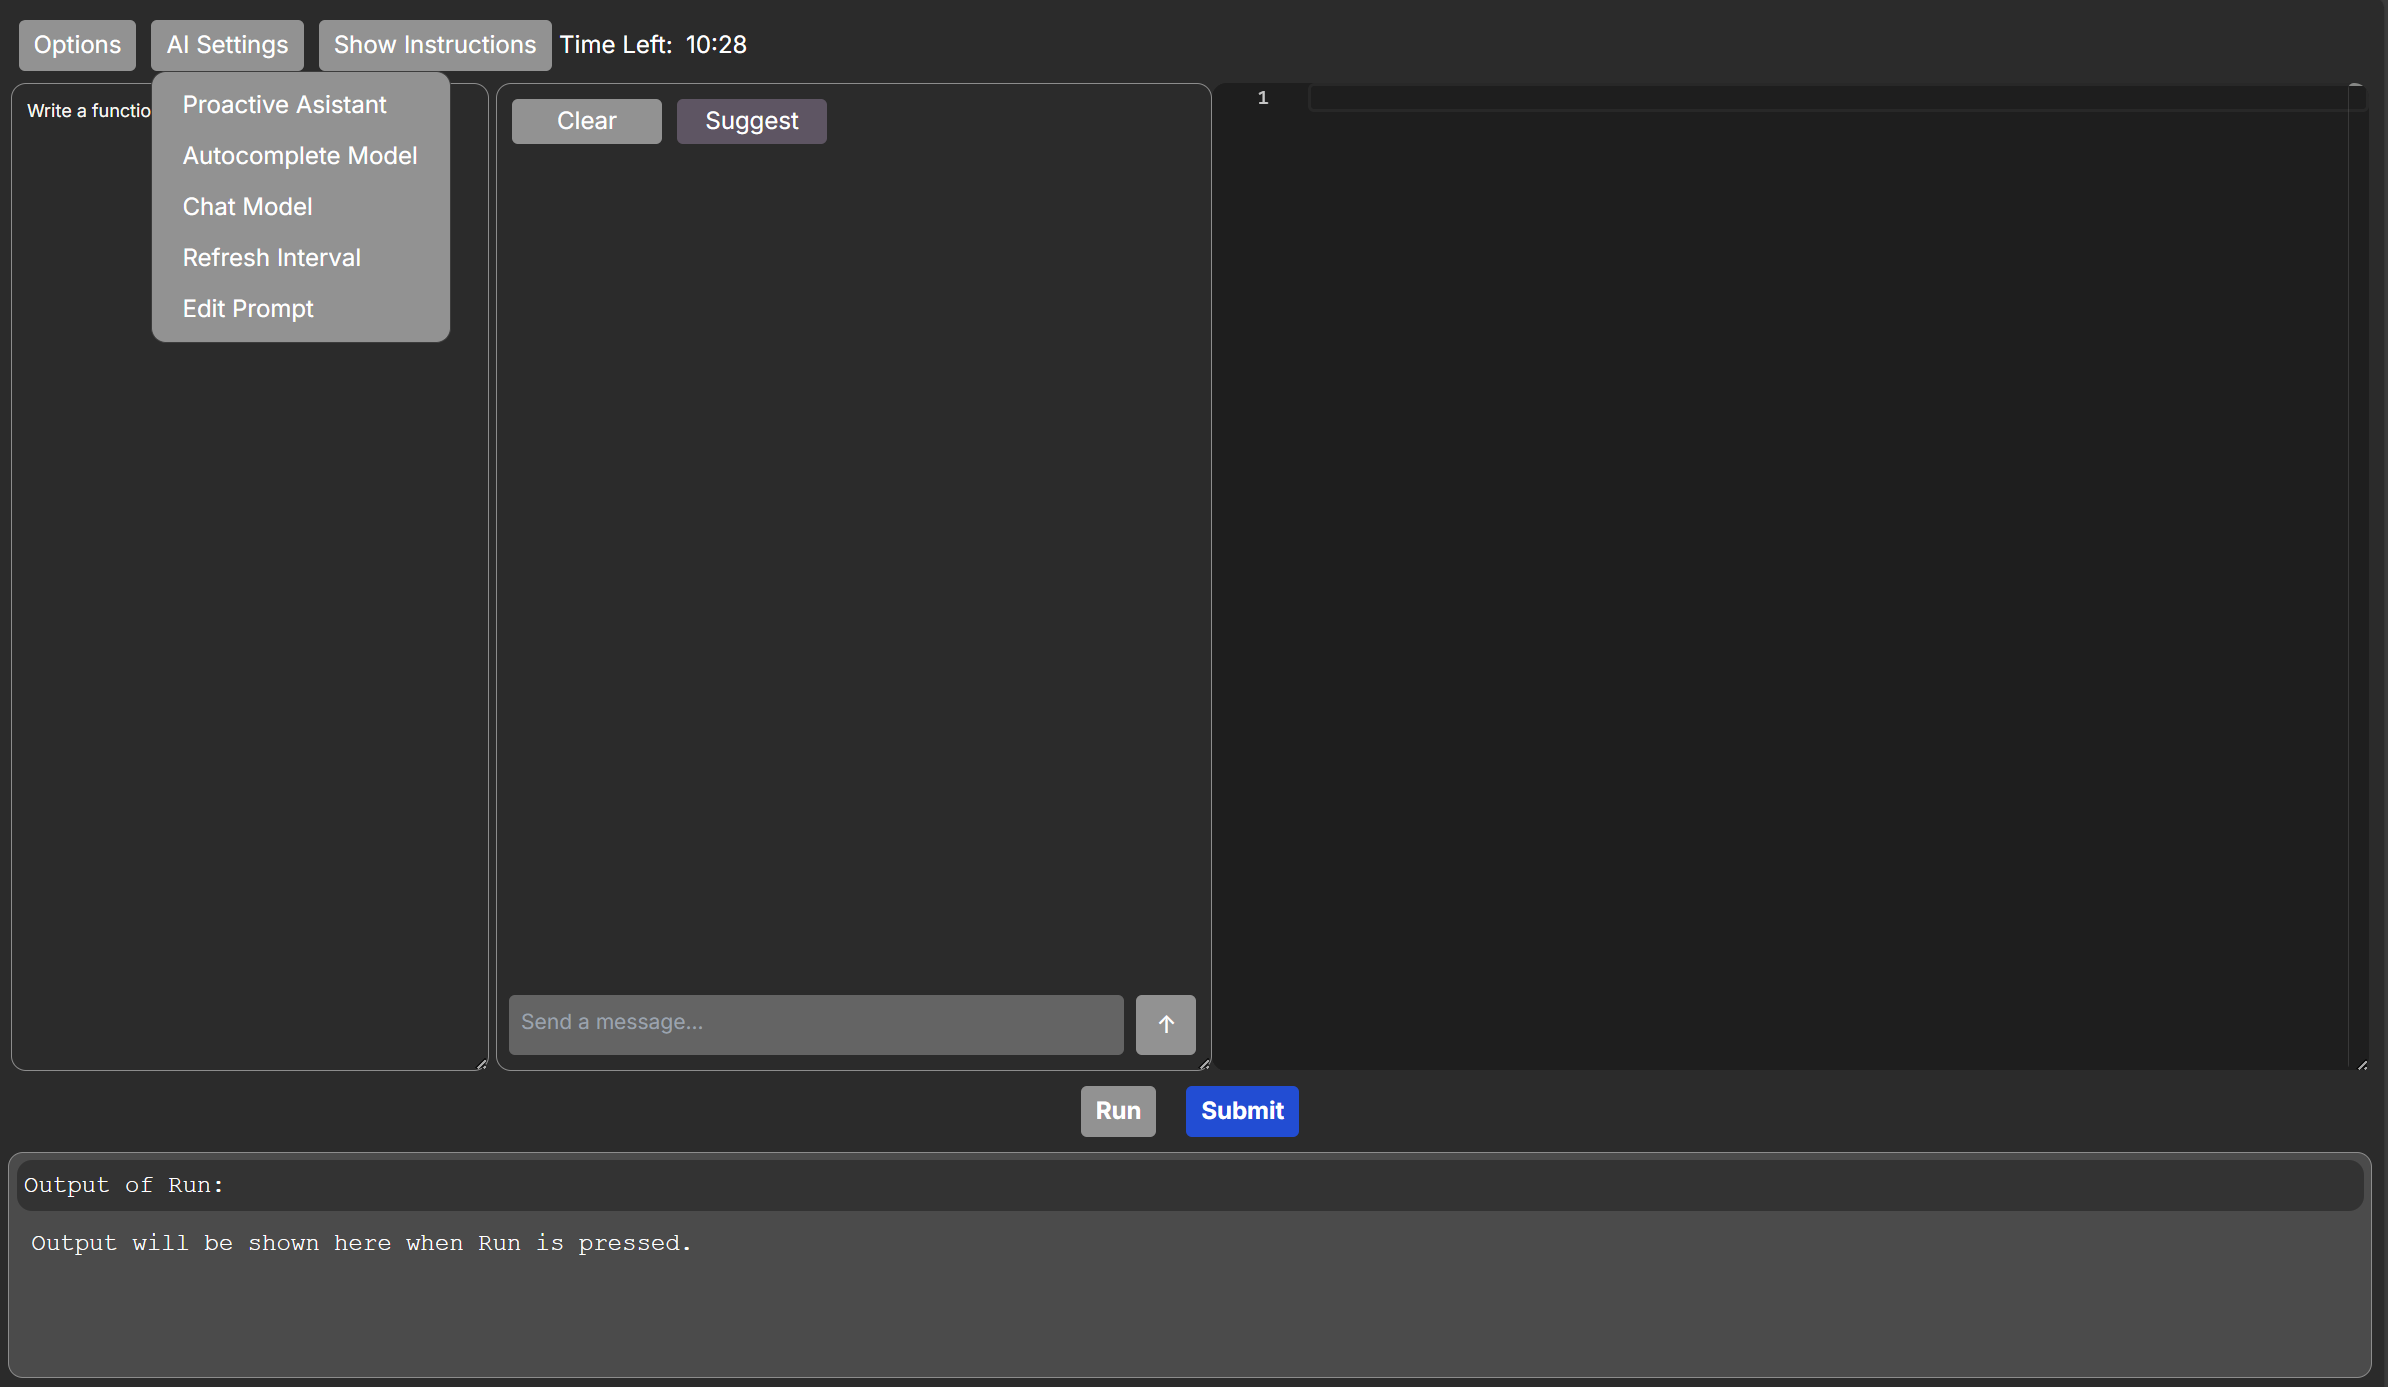 Options
AI Settings
Show Instructions
Time Left: 10:28
Write a functio
Proactive Asistant
Autocomplete Model
Chat Model
Refresh Interval
Edit Prompt
Clear
Suggest
1
Send a message...
↑
Run
Submit
Output of Run:
Output will be shown here when Run is pressed.